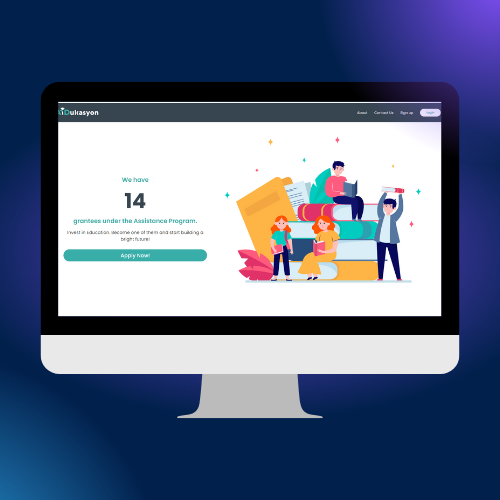 AiDukasyon
About Contact Us Sign up Login
We have
14
grantees under the Assistance Program.
Invest in education. Become one of them and start building a
bright future!
Apply Now!